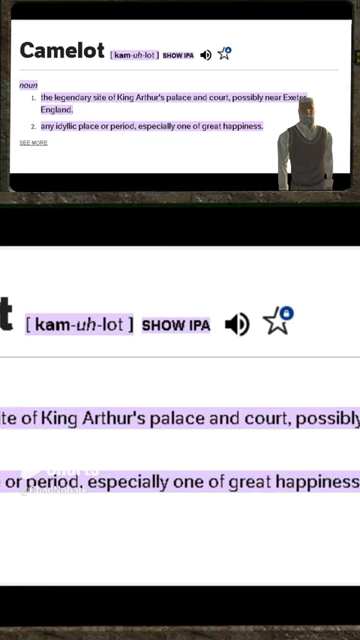 Camelot [ kam-uh-lot ] SHOW IPA
noun
1. the legendary site of King Arthur's palace and court, possibly near Exeter,
England.
2. any idyllic place or period, especially one of great happiness.
SEE MORE
t [ kam-uh-lot ] SHOW IPA
ite of King Arthur's palace and court, possibly
or period, especially one of great happiness